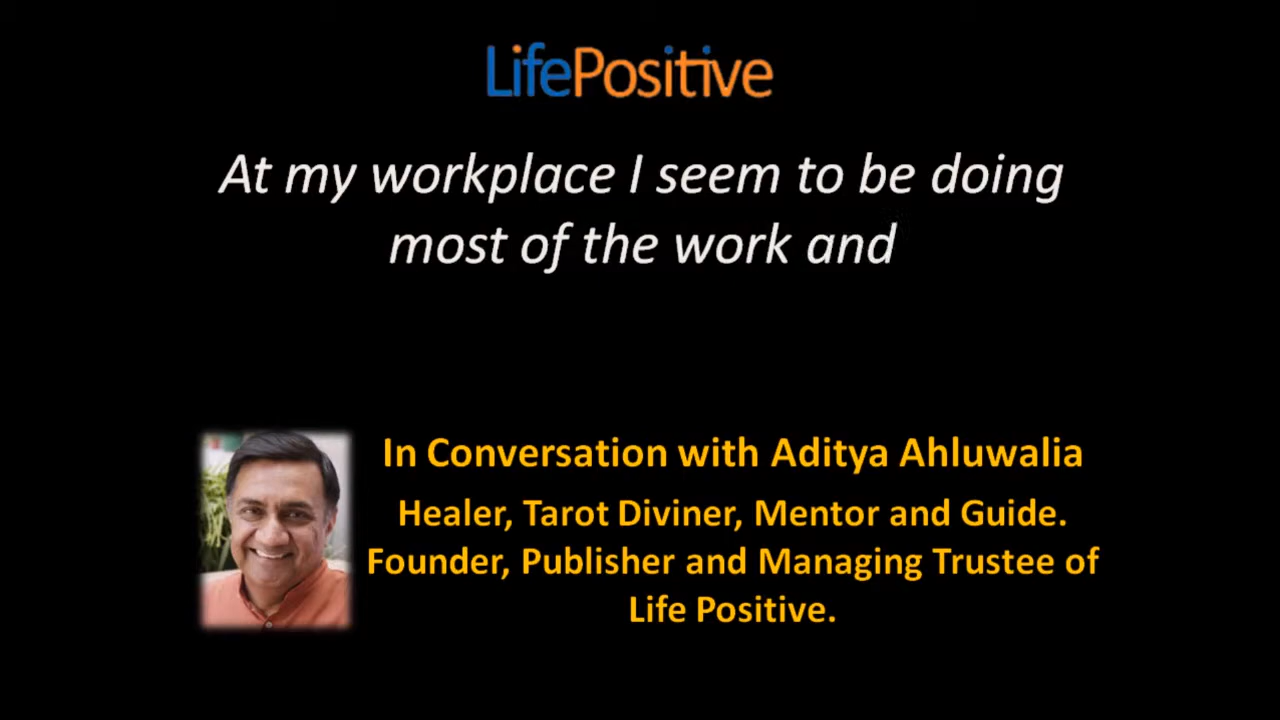 LifePositive
At my workplace I seem to be doing
most of the work and
In Conversation with Aditya Ahluwalia
Healer, Tarot Diviner, Mentor and Guide.
Founder, Publisher and Managing Trustee of
Life Positive.